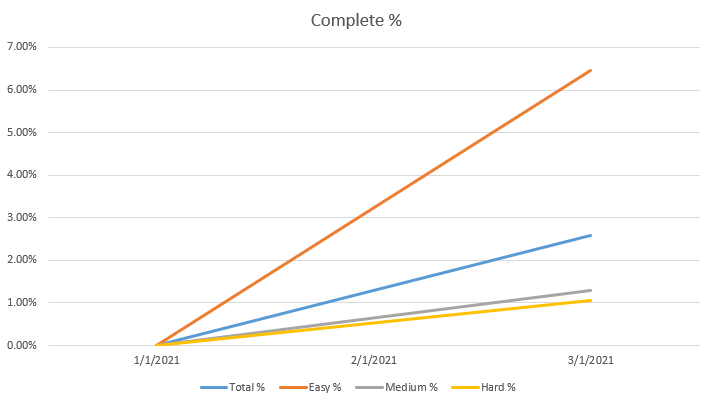 Complete %
7.00%
6.00%
5.00%
4.00%
3.00%
2.00%
1.00%
0.00%
1/1/2021 2/1/2021 3/1/2021
Total % Easy % Medium % Hard %